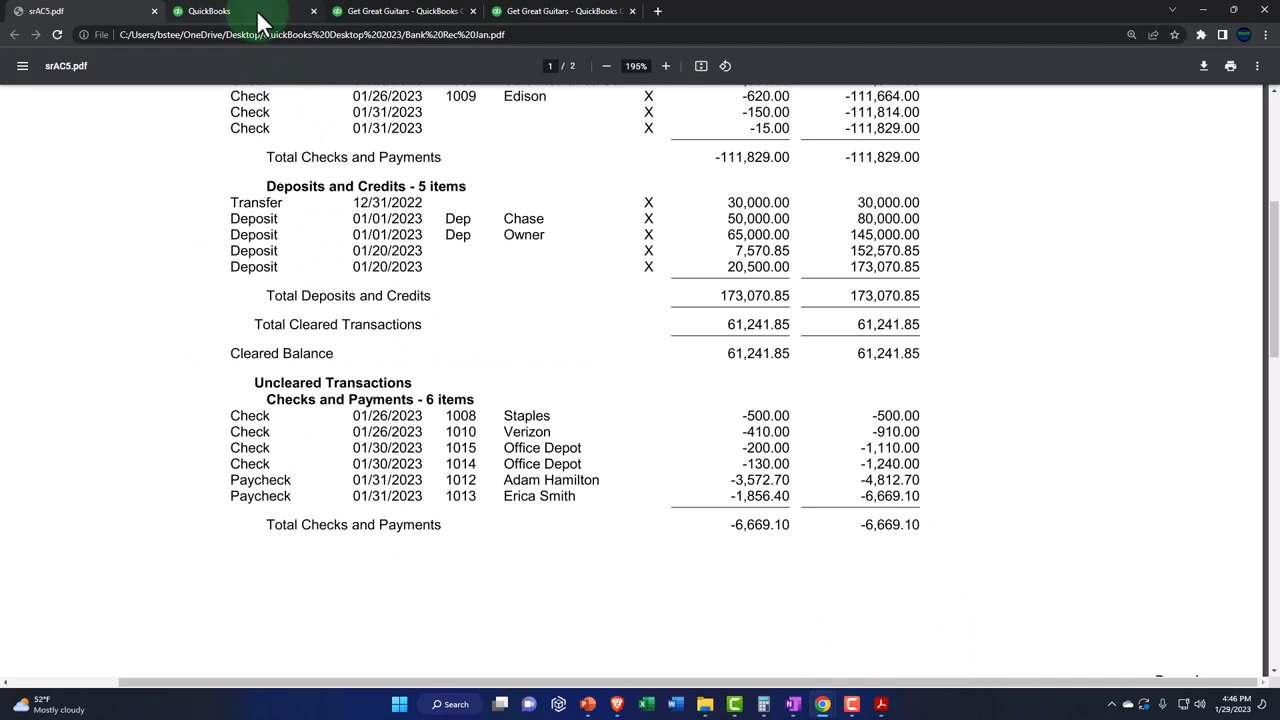 srAC5.pdf
QuickBooks
Get Great Guitars - QuickBooks
Get Great Guitars - QuickBooks
File C:/Users/bstee/OneDrive/Desktop/QuickBooks%20Desktop%202023/Bank%20Rec%20Jan.pdf
srAC5.pdf 1 / 2 195%
Check 01/26/2023 1009 Edison X -620.00 -111,664.00
Check 01/31/2023 X -150.00 -111,814.00
Check 01/31/2023 X -15.00 -111,829.00
Total Checks and Payments -111,829.00 -111,829.00
Deposits and Credits - 5 items
Transfer 12/31/2022 X 30,000.00 30,000.00
Deposit 01/01/2023 Dep Chase X 50,000.00 80,000.00
Deposit 01/01/2023 Dep Owner X 65,000.00 145,000.00
Deposit 01/20/2023 X 7,570.85 152,570.85
Deposit 01/20/2023 X 20,500.00 173,070.85
Total Deposits and Credits 173,070.85 173,070.85
Total Cleared Transactions 61,241.85 61,241.85
Cleared Balance 61,241.85 61,241.85
Uncleared Transactions
Checks and Payments - 6 items
Check 01/26/2023 1008 Staples -500.00 -500.00
Check 01/26/2023 1010 Verizon -410.00 -910.00
Check 01/30/2023 1015 Office Depot -200.00 -1,110.00
Check 01/30/2023 1014 Office Depot -130.00 -1,240.00
Paycheck 01/31/2023 1012 Adam Hamilton -3,572.70 -4,812.70
Paycheck 01/31/2023 1013 Erica Smith -1,856.40 -6,669.10
Total Checks and Payments -6,669.10 -6,669.10
52°F
Mostly cloudy
Search
4:46 PM
1/29/2023